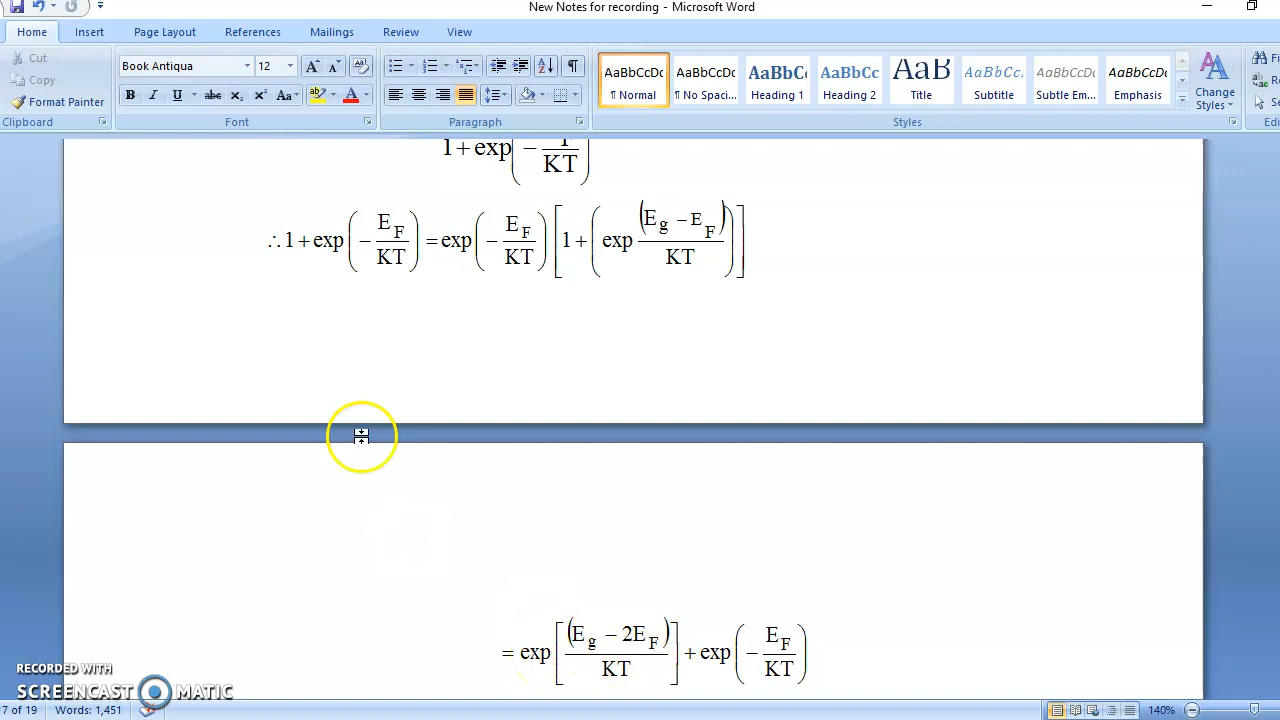 New Notes for recording - Microsoft Word
Home Insert Page Layout References Mailings Review View
Cut
Copy
Format Painter
Clipboard
Book Antiqua 12
Font
Paragraph
AaBbCcDc AaBbCcDc AaBbCc AaBbCc AaB AaBbCc. AaBbCcDc AaBbCcDc
¶ Normal ¶ No Spaci... Heading 1 Heading 2 Title Subtitle Subtle Em... Emphasis
Styles
Change Styles
Edi
1 + exp ( - / KT )
∴ 1 + exp ( - E_F / KT ) = exp ( - E_F / KT ) [ 1 + ( exp (E_g - E_F) / KT ) ]
= exp [ (E_g - 2E_F) / KT ] + exp ( - E_F / KT )
RECORDED WITH
SCREENCAST MATIC
7 of 19 Words: 1,451 140%